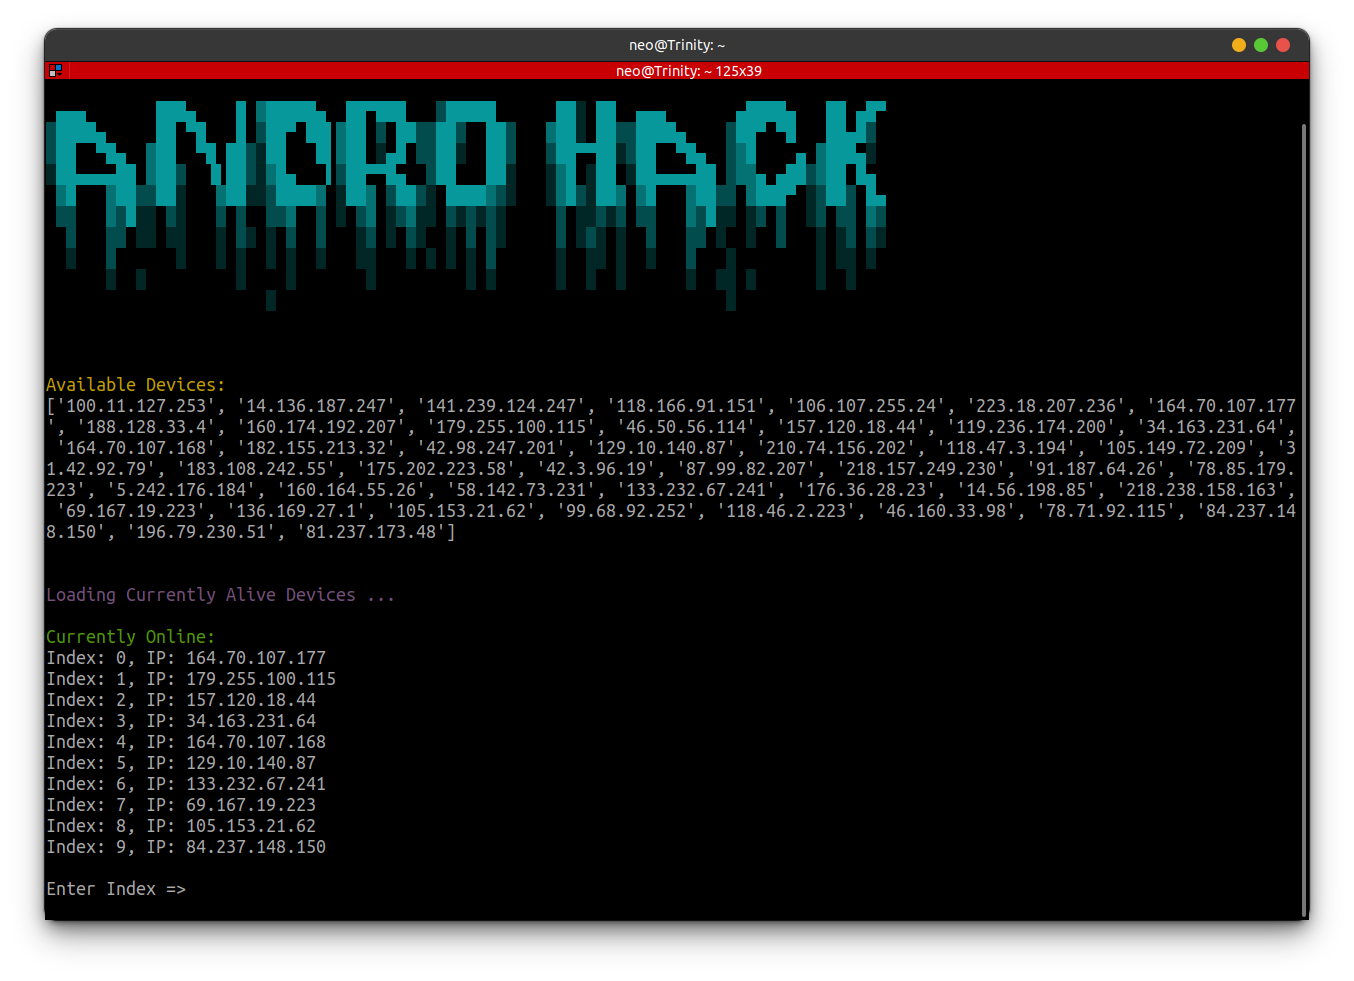 neo@Trinity: ~
neo@Trinity: ~ 125x39
ANDRO HACK
Available Devices:
['100.11.127.253', '14.136.187.247', '141.239.124.247', '118.166.91.151', '106.107.255.24', '223.18.207.236', '164.70.107.177
', '188.128.33.4', '160.174.192.207', '179.255.100.115', '46.50.56.114', '157.120.18.44', '119.236.174.200', '34.163.231.64',
 '164.70.107.168', '182.155.213.32', '42.98.247.201', '129.10.140.87', '210.74.156.202', '118.47.3.194', '105.149.72.209', '3
1.42.92.79', '183.108.242.55', '175.202.223.58', '42.3.96.19', '87.99.82.207', '218.157.249.230', '91.187.64.26', '78.85.179.
223', '5.242.176.184', '160.164.55.26', '58.142.73.231', '133.232.67.241', '176.36.28.23', '14.56.198.85', '218.238.158.163',
 '69.167.19.223', '136.169.27.1', '105.153.21.62', '99.68.92.252', '118.46.2.223', '46.160.33.98', '78.71.92.115', '84.237.14
8.150', '196.79.230.51', '81.237.173.48']
Loading Currently Alive Devices ...
Currently Online:
Index: 0, IP: 164.70.107.177
Index: 1, IP: 179.255.100.115
Index: 2, IP: 157.120.18.44
Index: 3, IP: 34.163.231.64
Index: 4, IP: 164.70.107.168
Index: 5, IP: 129.10.140.87
Index: 6, IP: 133.232.67.241
Index: 7, IP: 69.167.19.223
Index: 8, IP: 105.153.21.62
Index: 9, IP: 84.237.148.150
Enter Index =>